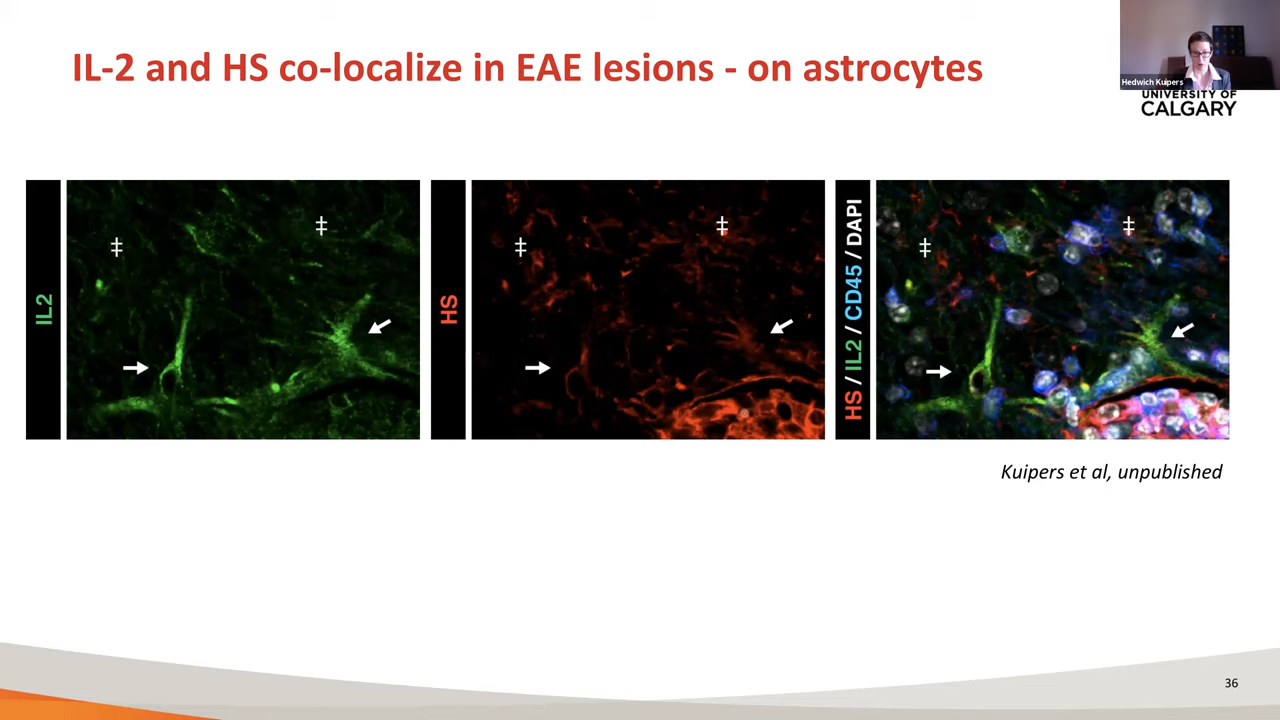 IL-2 and HS co-localize in EAE lesions - on astrocytes
Hedwich Kuipers
UNIVERSITY OF
CALGARY
IL2
‡
‡
HS
‡
‡
HS / IL2 / CD45 / DAPI
‡
‡
Kuipers et al, unpublished
36